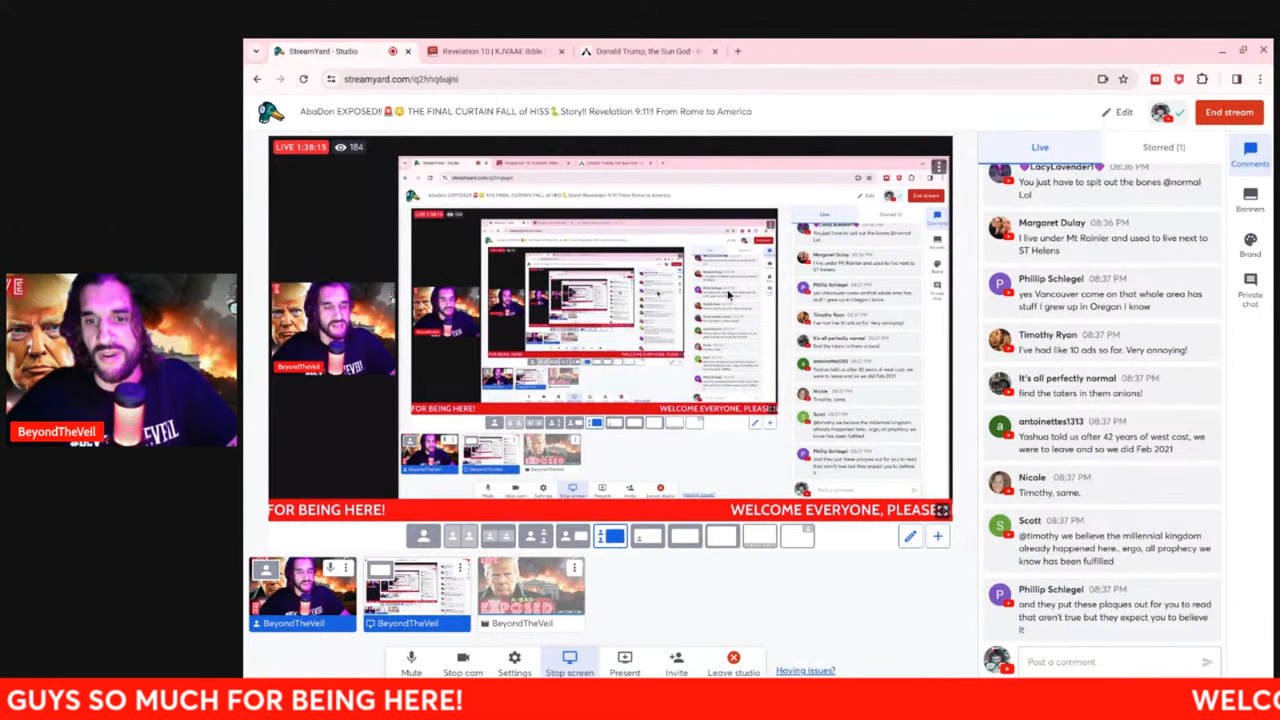 StreamYard - Studio
Revelation 10 | KJVAAE Bible |
Donald Trump, the Sun God -
streamyard.com/q2hhq6ujni
AbaDon EXPOSED!!🚨😳 THE FINAL CURTAIN FALL of H!SS🐍Story!! Revelation 9:11!! From Rome to America
Edit
End stream
LIVE 1:38:15
184
Live
Starred (1)
Comments
Banners
Brand
Private
chat
💜LacyLavender1💜 08:36 PM
You just have to spit out the bones @normal
Lol
Margaret Dulay 08:36 PM
I live under Mt Rainier and used to live next to
ST Helens
Phillip Schlegel 08:37 PM
yes Vancouver come on that whole area has
stuff I grew up in Oregon I know
Timothy Ryan 08:37 PM
I've had like 10 ads so far. Very annoying!
It's all perfectly normal 08:37 PM
find the taters in them onions!
antoinettes1313 08:37 PM
Yashua told us after 42 years of west cost, we
were to leave and so we did Feb 2021
Nicole 08:37 PM
Timothy, same.
Scott 08:37 PM
@timothy we believe the millennial kingdom
already happened here.. ergo, all prophecy we
know has been fulfilled
Phillip Schlegel 08:37 PM
and they put these plaques out for you to read
that aren't true but they expect you to believe
it
Post a comment
BeyondTheVeil
BeyondTheVeil
FOR BEING HERE!
WELCOME EVERYONE, PLEASE
FOR BEING HERE!
WELCOME EVERYONE, PLEAS
BeyondTheVeil
BeyondTheVeil
EXPOSED
BeyondTheVeil
Mute
Stop cam
Settings
Stop screen
Present
Invite
Leave studio
Having issues?
GUYS SO MUCH FOR BEING HERE!
WELCO